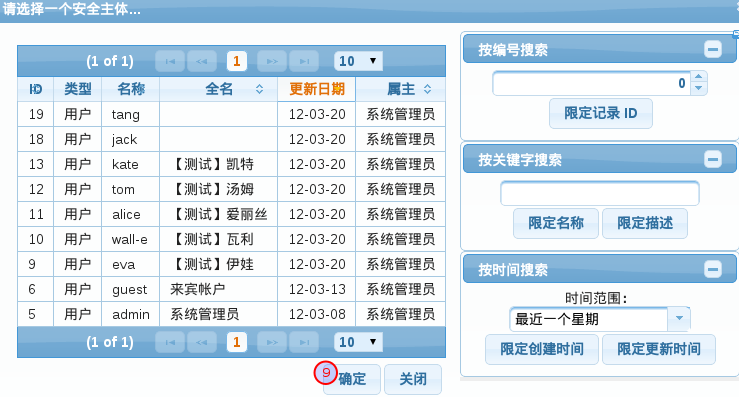 请选择一个安全主体...
(1 of 1) 1 10
ID 类型 名称 全名 更新日期 属主
19 用户 tang 12-03-20 系统管理员
18 用户 jack 12-03-20 系统管理员
13 用户 kate 【测试】凯特 12-03-20 系统管理员
12 用户 tom 【测试】汤姆 12-03-20 系统管理员
11 用户 alice 【测试】爱丽丝 12-03-20 系统管理员
10 用户 wall-e 【测试】瓦利 12-03-20 系统管理员
9 用户 eva 【测试】伊娃 12-03-20 系统管理员
6 用户 guest 来宾帐户 12-03-13 系统管理员
5 用户 admin 系统管理员 12-03-08 系统管理员
(1 of 1) 1 10
9 确定 关闭
按编号搜索
0
限定记录 ID
按关键字搜索
限定名称 限定描述
按时间搜索
时间范围:
最近一个星期
限定创建时间 限定更新时间